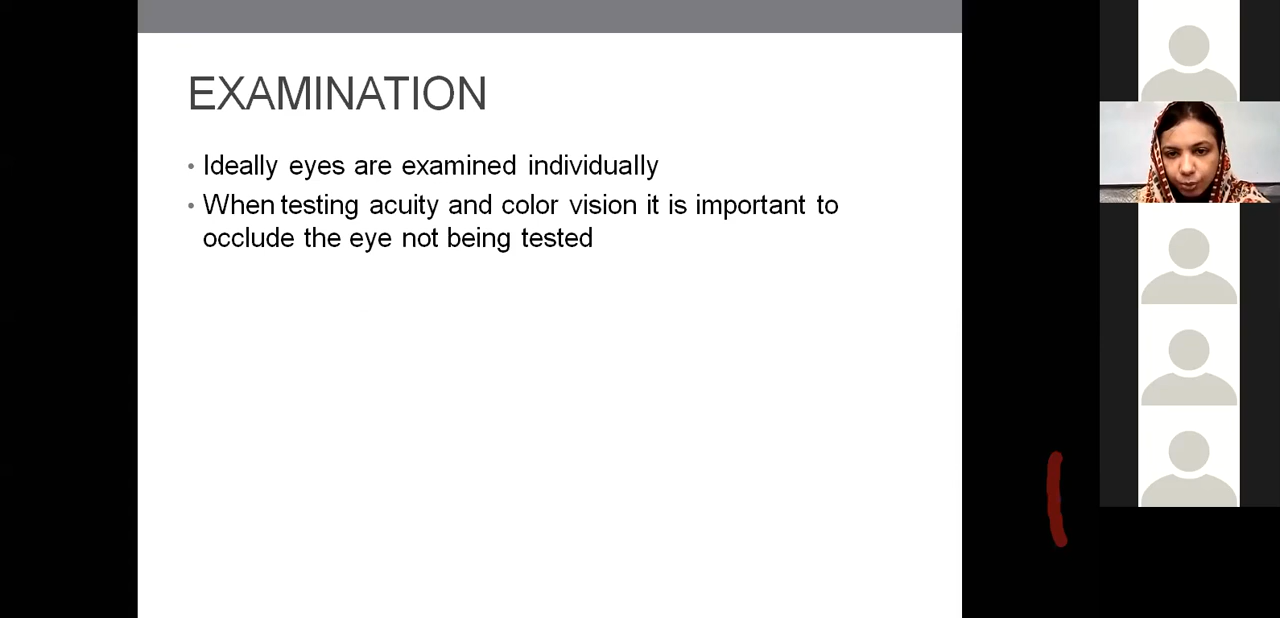 EXAMINATION
• Ideally eyes are examined individually
• When testing acuity and color vision it is important to
occlude the eye not being tested